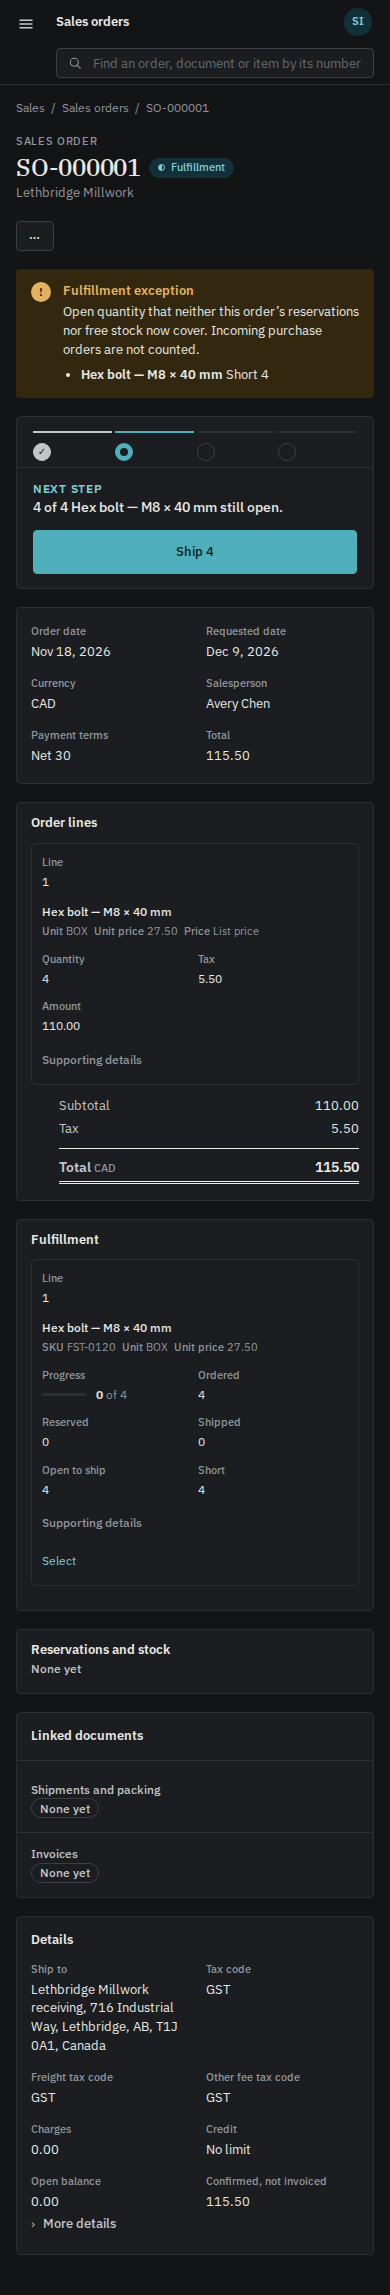 Sales orders
SI
Find an order, document or item by its number
Sales / Sales orders / SO-000001
SALES ORDER
SO-000001 Fulfillment
Lethbridge Millwork
...
! Fulfillment exception
Open quantity that neither this order's reservations
nor free stock now cover. Incoming purchase
orders are not counted.
• Hex bolt — M8 × 40 mm Short 4
NEXT STEP
4 of 4 Hex bolt — M8 × 40 mm still open.
Ship 4
Order date Requested date
Nov 18, 2026 Dec 9, 2026
Currency Salesperson
CAD Avery Chen
Payment terms Total
Net 30 115.50
Order lines
Line
1
Hex bolt — M8 × 40 mm
Unit BOX Unit price 27.50 Price List price
Quantity Tax
4 5.50
Amount
110.00
Supporting details
Subtotal 110.00
Tax 5.50
Total CAD 115.50
Fulfillment
Line
1
Hex bolt — M8 × 40 mm
SKU FST-0120 Unit BOX Unit price 27.50
Progress Ordered
0 of 4 4
Reserved Shipped
0 0
Open to ship Short
4 4
Supporting details
Select
Reservations and stock
None yet
Linked documents
Shipments and packing
None yet
Invoices
None yet
Details
Ship to Tax code
Lethbridge Millwork GST
receiving, 716 Industrial
Way, Lethbridge, AB, T1J
0A1, Canada
Freight tax code Other fee tax code
GST GST
Charges Credit
0.00 No limit
Open balance Confirmed, not invoiced
0.00 115.50
› More details